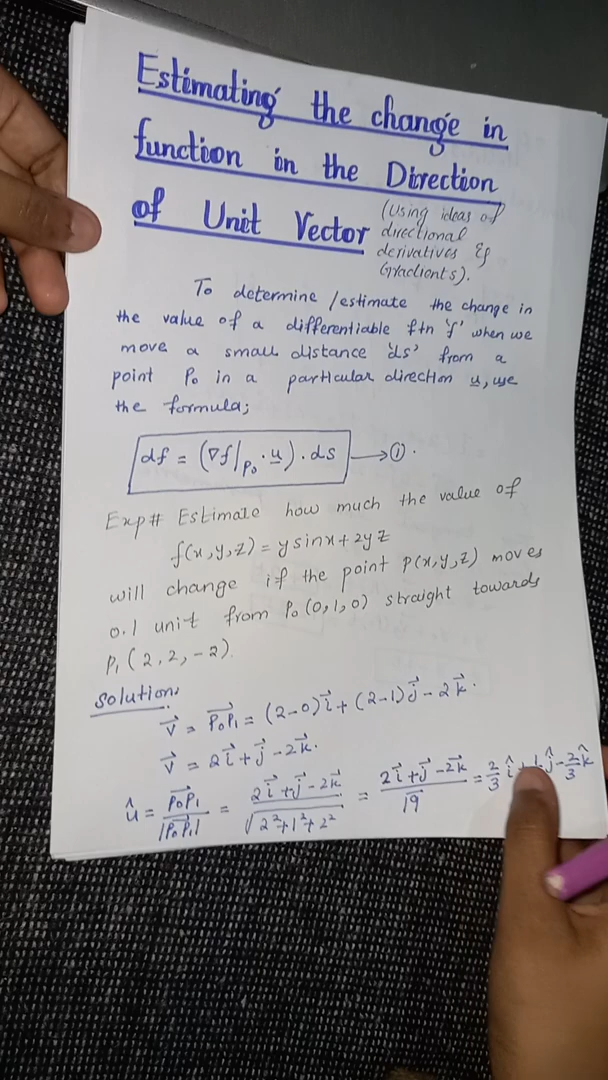 Estimating the change in
function in the Direction
of Unit Vector
(Using ideas of
directional
derivatives &
Gradients).
To determine /estimate the change in
the value of a differentiable ftn 'f' when we
move a small distance 'ds' from a
point P₀ in a particular direction u, use
the formula;
df = (∇f|P₀ · u) · ds → ①.
Exp# Estimate how much the value of
f(x,y,z) = y sinx + 2yz
will change if the point P(x,y,z) moves
0.1 unit from P₀(0,1,0) straight towards
P₁(2,2,-2).
Solution:
v⃗ = P₀P₁⃗ = (2-0)i⃗ + (2-1)j⃗ - 2k⃗.
v⃗ = 2i⃗ + j⃗ - 2k⃗.
û = P₀P₁⃗ / |P₀P₁⃗| = 2i⃗ + j⃗ - 2k⃗ / √2²+1²+2² = 2i⃗ + j⃗ - 2k⃗ / √9 = 2/3 î + ĵ - 2/3 k̂